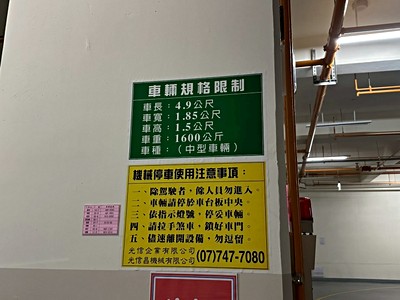 車輛規格限制
車長：4.9公尺
車寬：1.85公尺
車高：1.5公尺
車重：1600公斤
車種：（中型車輛）
機械停車使用注意事項：
一、除駕駛者，餘人員勿進入。
二、車輛請停於車台板中央。
三、依指示燈號，停妥車輛。
四、請拉手煞車，鎖好車門。
五、儘速離開設備，勿逗留。
光信企業有限公司
光信昌機械有限公司
(07)747-7080